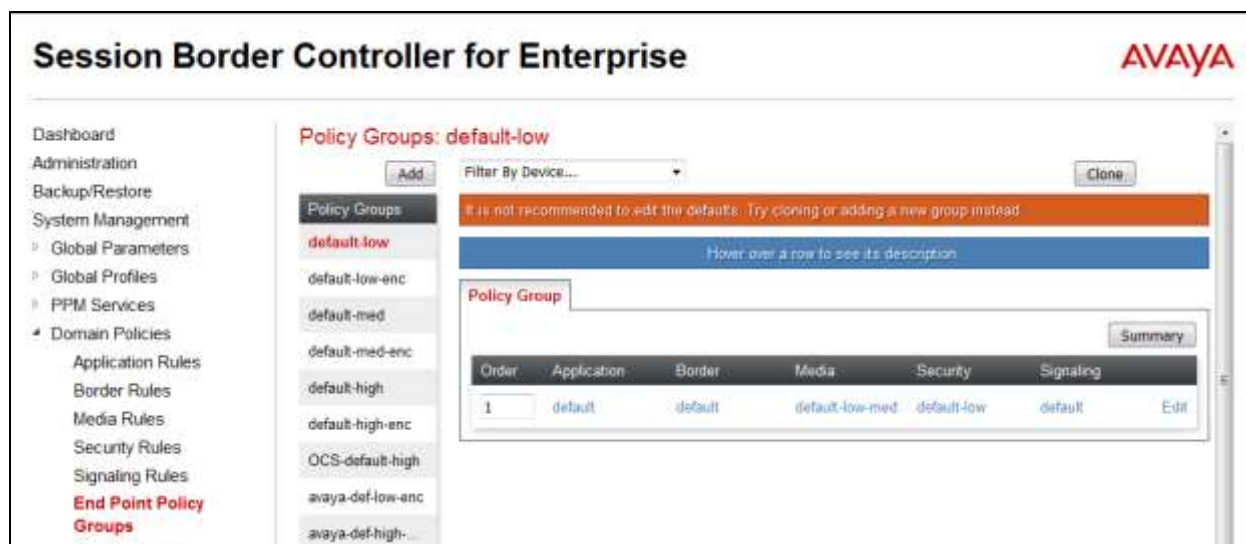 Session Border Controller for Enterprise
AVAYA
Dashboard
Administration
Backup/Restore
System Management
Global Parameters
Global Profiles
PPM Services
Domain Policies
Application Rules
Border Rules
Media Rules
Security Rules
Signaling Rules
End Point Policy
Groups
Policy Groups: default-low
Add
Filter By Device...
Clone
Policy Groups
default-low
default-low-enc
default-med
default-med-enc
default-high
default-high-enc
OCS-default-high
avaya-def-low-enc
avaya-def-high-...
It is not recommended to edit the defaults. Try cloning or adding a new group instead.
Hover over a row to see its description.
Policy Group
Summary
Order Application Border Media Security Signaling
1 default default default-low-med default-low default Edit